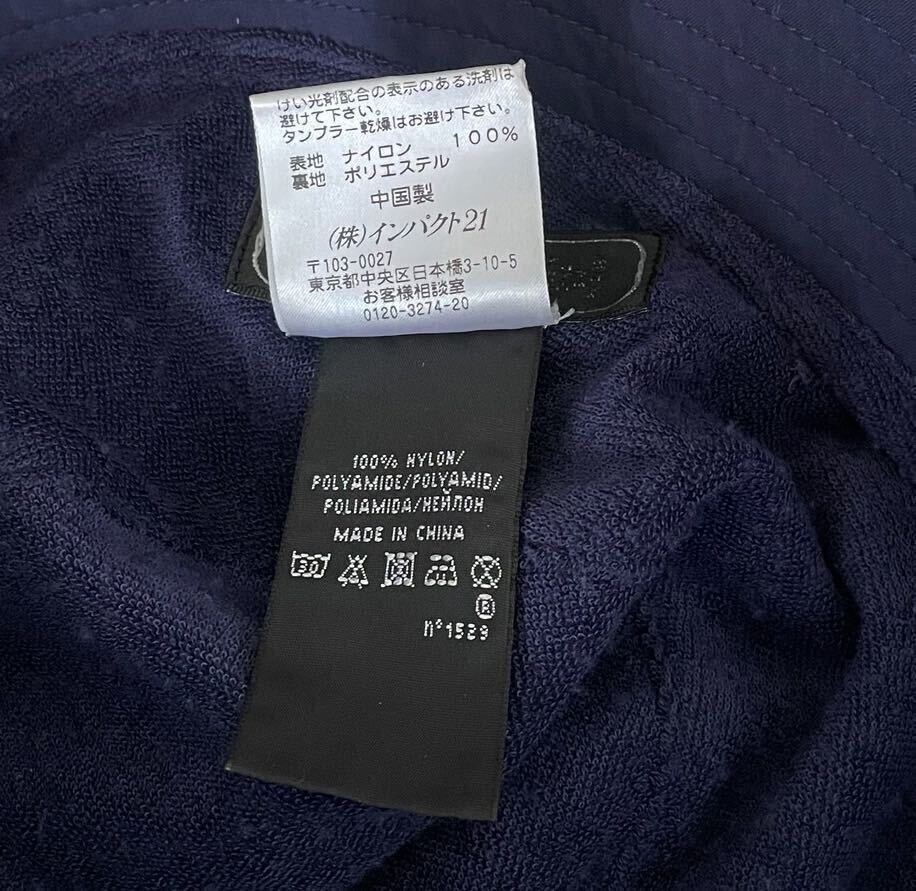 けい光剤配合の表示のある洗剤は
避けて下さい。
タンブラー乾燥はお避け下さい。
表地 ナイロン 100%
裏地 ポリエステル
中国製
(株)インパクト21
〒103-0027
東京都中央区日本橋3-10-5
お客様相談室
0120-3274-20
100% NYLON/
POLYAMIDE/POLYAMID/
POLIAMIDA/НЕЙЛОН
MADE IN CHINA
30
R
n°1529